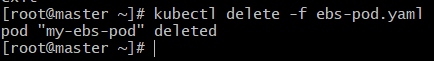 [root@master ~]# kubectl delete -f ebs-pod.yaml
pod "my-ebs-pod" deleted
[root@master ~]#